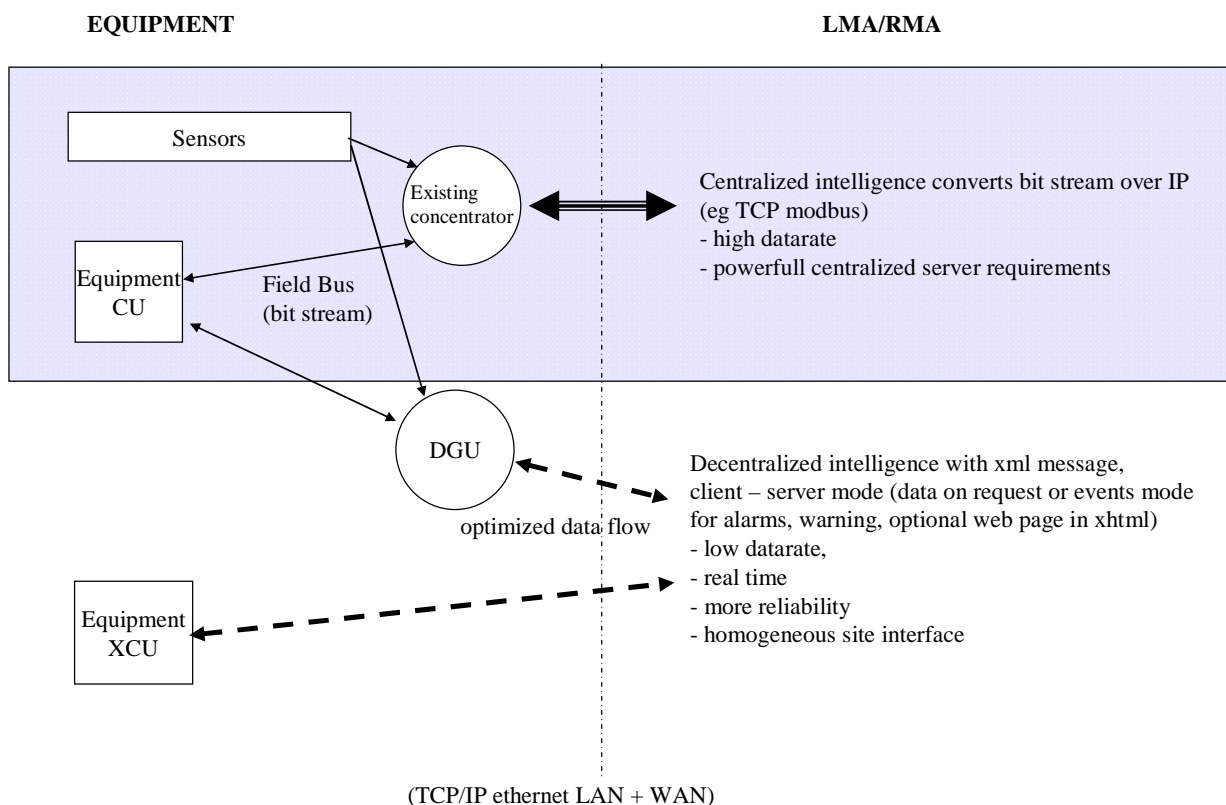 EQUIPMENT
LMA/RMA
Sensors
Existing
concentrator
Centralized intelligence converts bit stream over IP
(eg TCP modbus)
- high datarate
- powerfull centralized server requirements
Equipment
CU
Field Bus
(bit stream)
DGU
optimized data flow
Decentralized intelligence with xml message,
client – server mode (data on request or events mode
for alarms, warning, optional web page in xhtml)
- low datarate,
- real time
- more reliability
- homogeneous site interface
Equipment
XCU
(TCP/IP ethernet LAN + WAN)